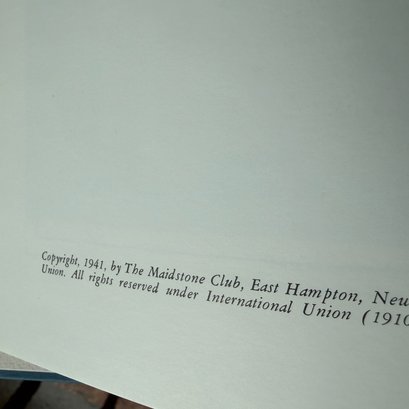 Copyright, 1941, by The Maidstone Club, East Hampton, New
Union. All rights reserved under International Union (1910